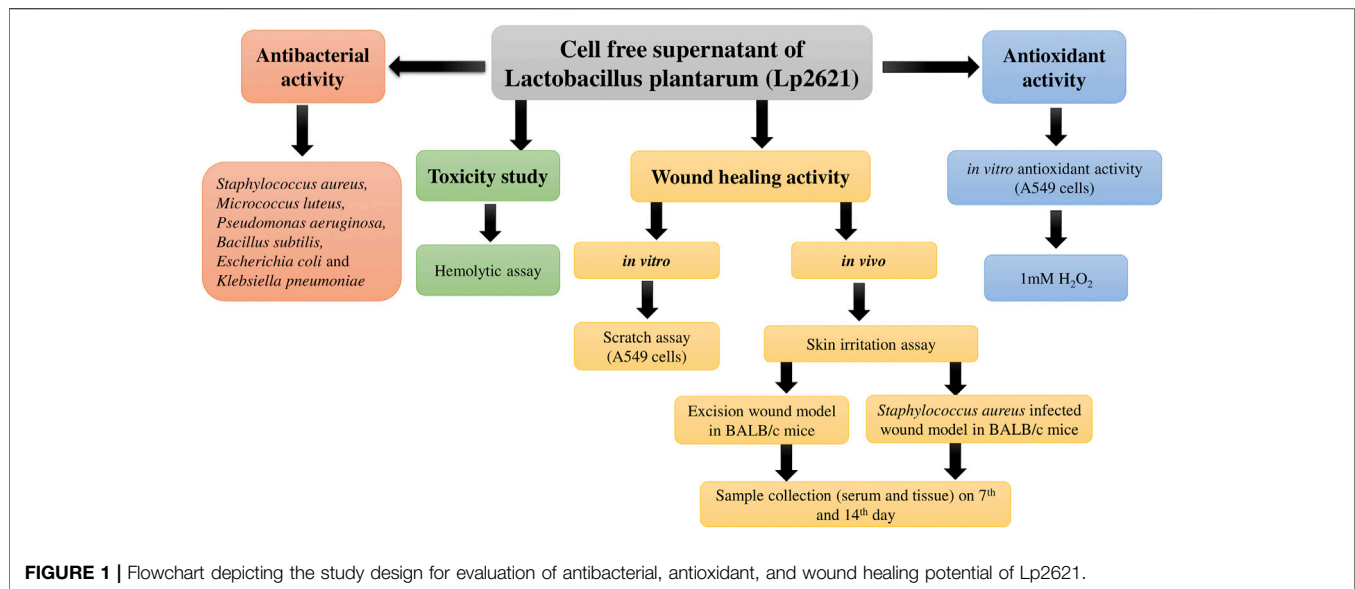 Cell free supernatant of
Lactobacillus plantarum (Lp2621)
Antibacterial
activity
Antioxidant
activity
Staphylococcus aureus,
Micrococcus luteus,
Pseudomonas aeruginosa,
Bacillus subtilis,
Escherichia coli and
Klebsiella pneumoniae
Toxicity study
Hemolytic assay
Wound healing activity
in vitro
in vivo
Scratch assay
(A549 cells)
Skin irritation assay
Excision wound model
in BALB/c mice
Staphylococcus aureus infected
wound model in BALB/c mice
Sample collection (serum and tissue) on 7th
and 14th day
in vitro antioxidant activity
(A549 cells)
1mM H₂O₂
FIGURE 1 | Flowchart depicting the study design for evaluation of antibacterial, antioxidant, and wound healing potential of Lp2621.